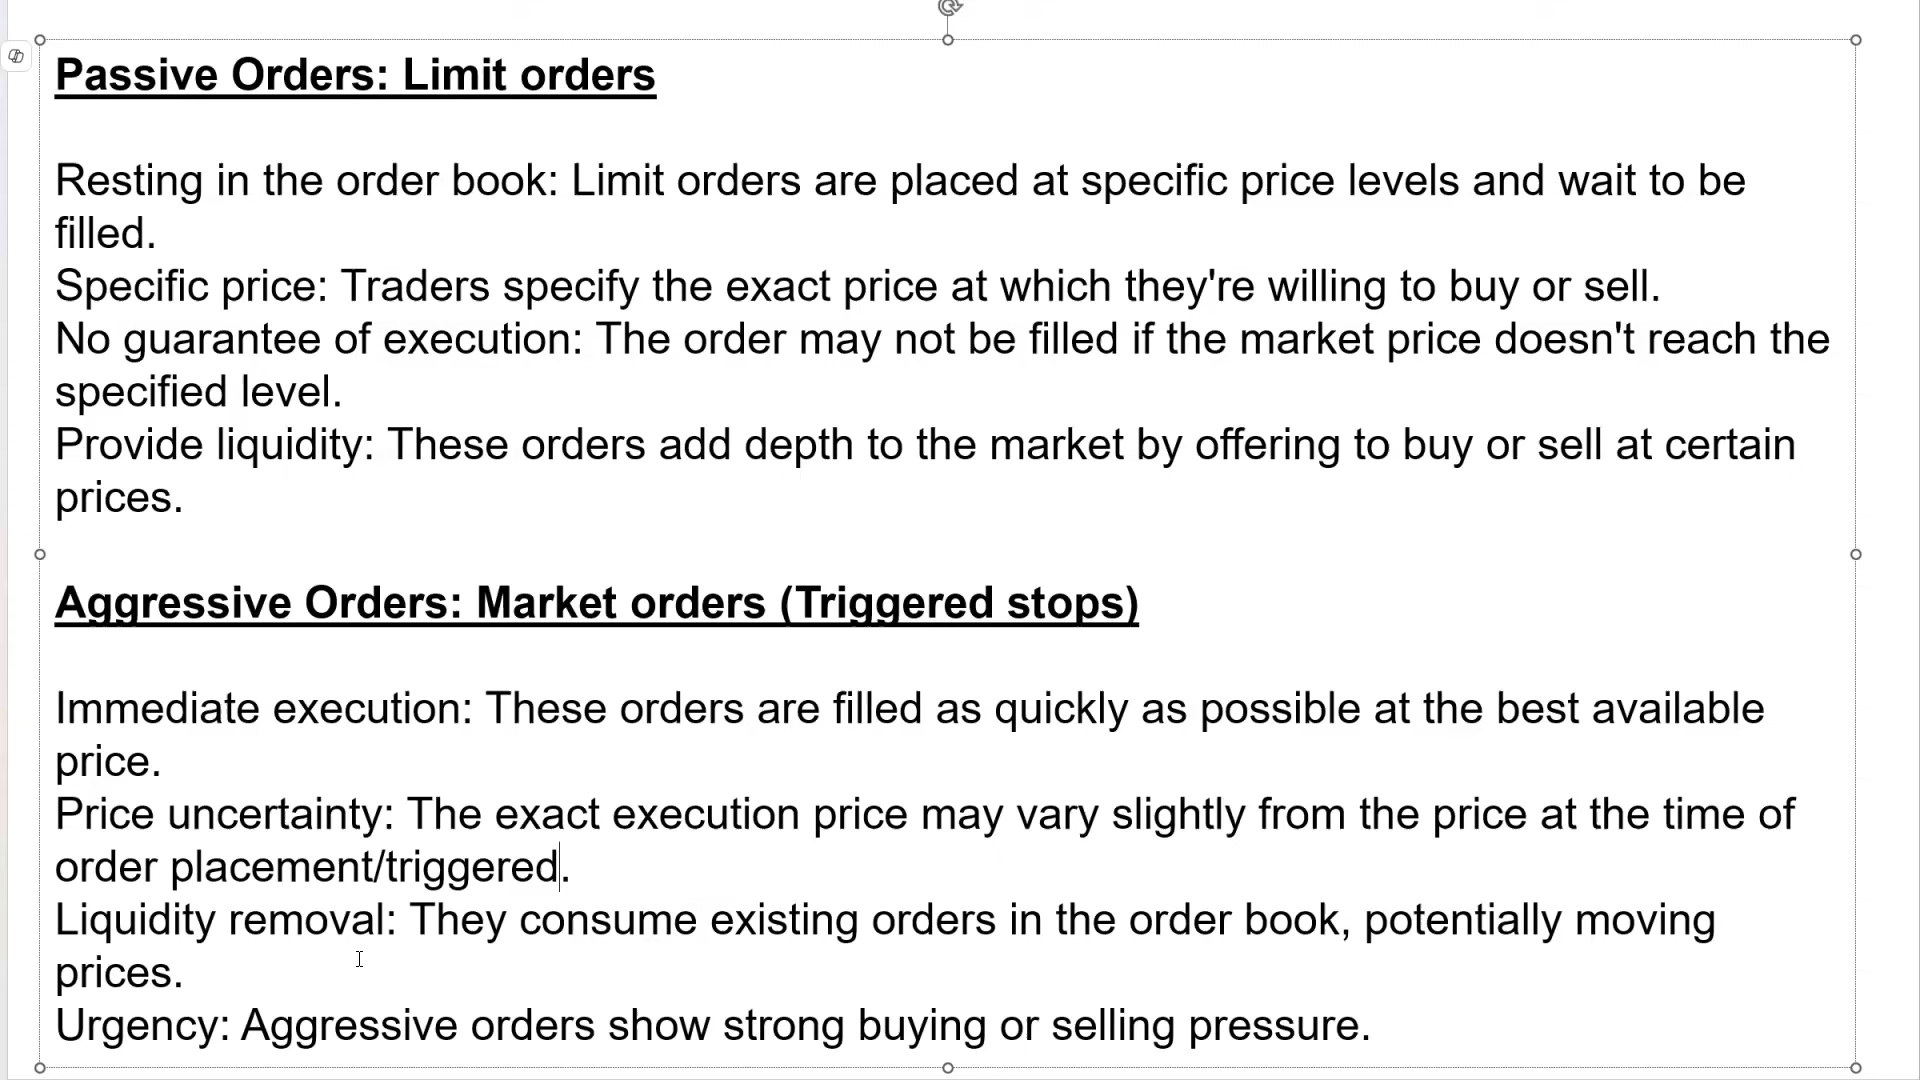 Passive Orders: Limit orders
Resting in the order book: Limit orders are placed at specific price levels and wait to be
filled.
Specific price: Traders specify the exact price at which they're willing to buy or sell.
No guarantee of execution: The order may not be filled if the market price doesn't reach the
specified level.
Provide liquidity: These orders add depth to the market by offering to buy or sell at certain
prices.
Aggressive Orders: Market orders (Triggered stops)
Immediate execution: These orders are filled as quickly as possible at the best available
price.
Price uncertainty: The exact execution price may vary slightly from the price at the time of
order placement/triggered.
Liquidity removal: They consume existing orders in the order book, potentially moving
prices.
Urgency: Aggressive orders show strong buying or selling pressure.